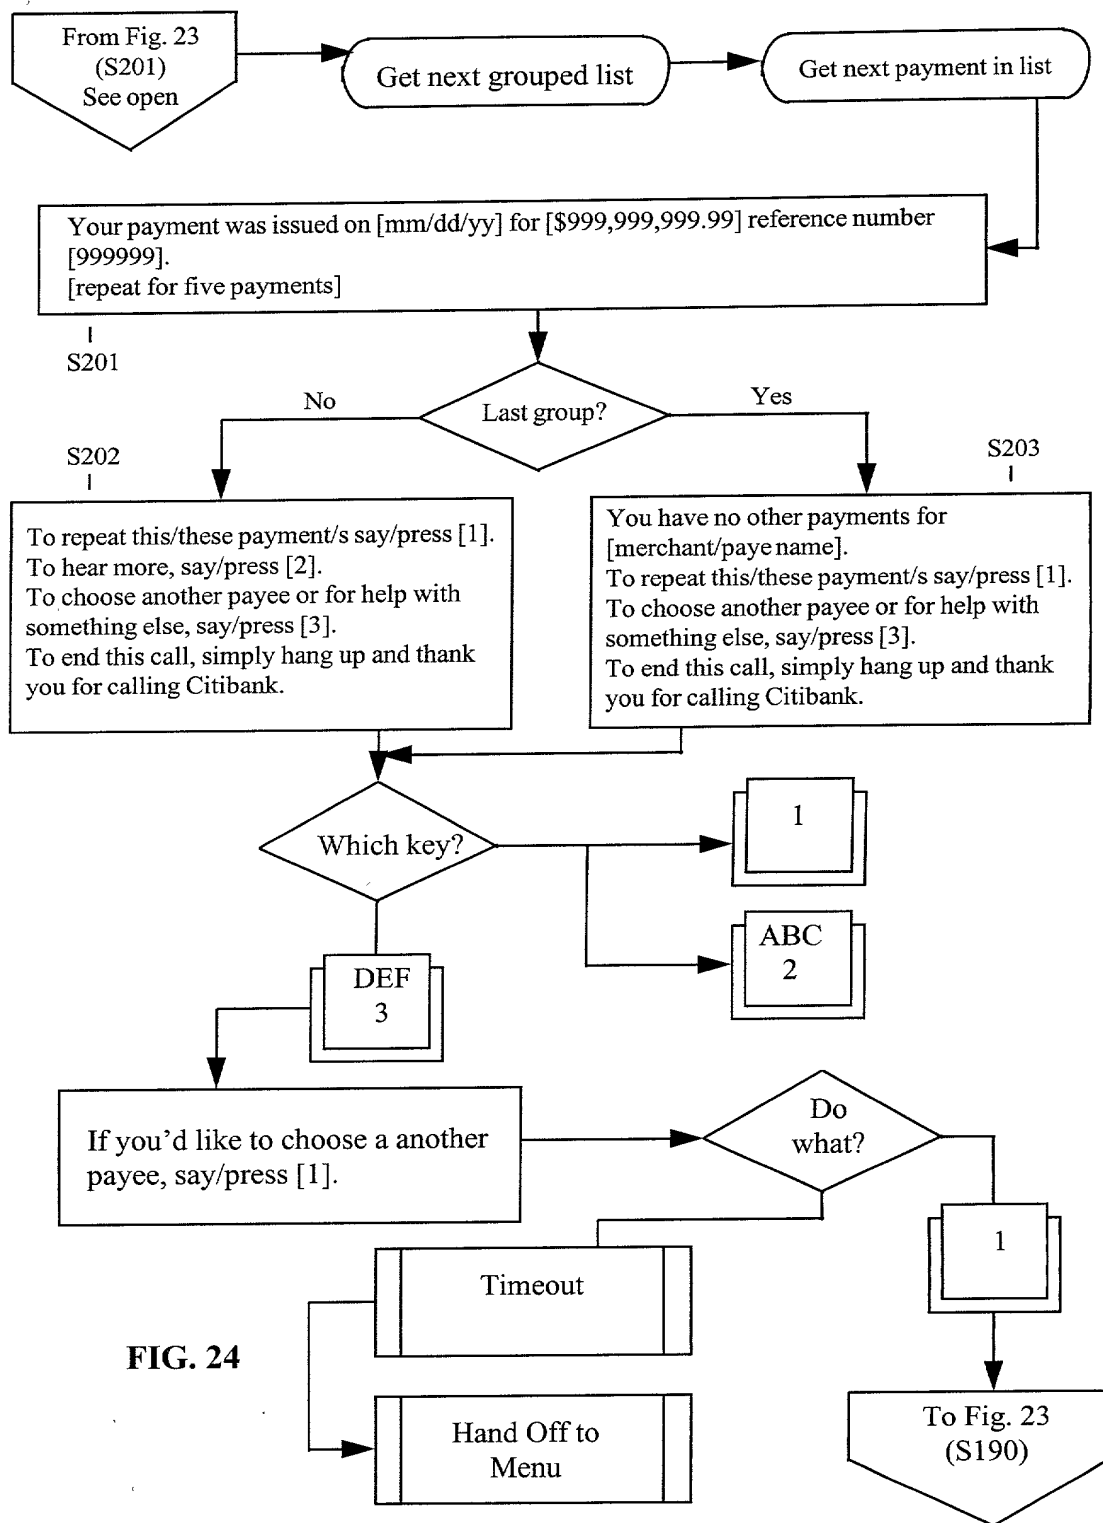 From Fig. 23
(S201)
See open
Get next grouped list
Get next payment in list
Your payment was issued on [mm/dd/yy] for [$999,999,999.99] reference number
[999999].
[repeat for five payments]
S201
Last group?
No
Yes
S202
S203
To repeat this/these payment/s say/press [1].
To hear more, say/press [2].
To choose another payee or for help with
something else, say/press [3].
To end this call, simply hang up and thank
you for calling Citibank.
You have no other payments for
[merchant/paye name].
To repeat this/these payment/s say/press [1].
To choose another payee or for help with
something else, say/press [3].
To end this call, simply hang up and thank
you for calling Citibank.
Which key?
1
ABC
2
DEF
3
If you’d like to choose a another
payee, say/press [1].
Do
what?
1
Timeout
FIG. 24
Hand Off to
Menu
To Fig. 23
(S190)